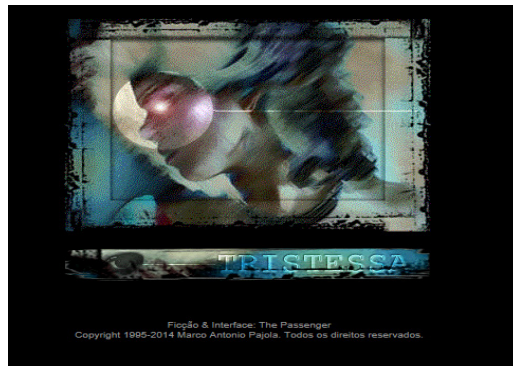 TRISTESSA
Ficção & Interface: The Passenger
Copyright 1995-2014 Marco Antonio Pajola. Todos os direitos reservados.